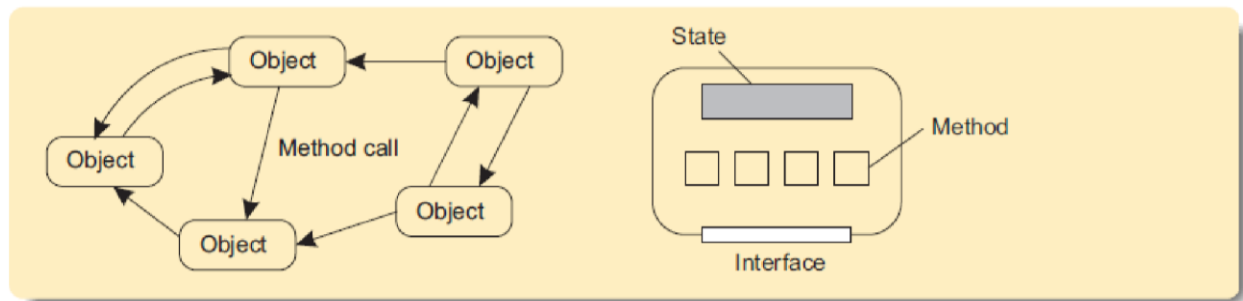 Object
Object
Object
Method call
Object
Object
State
Method
Interface